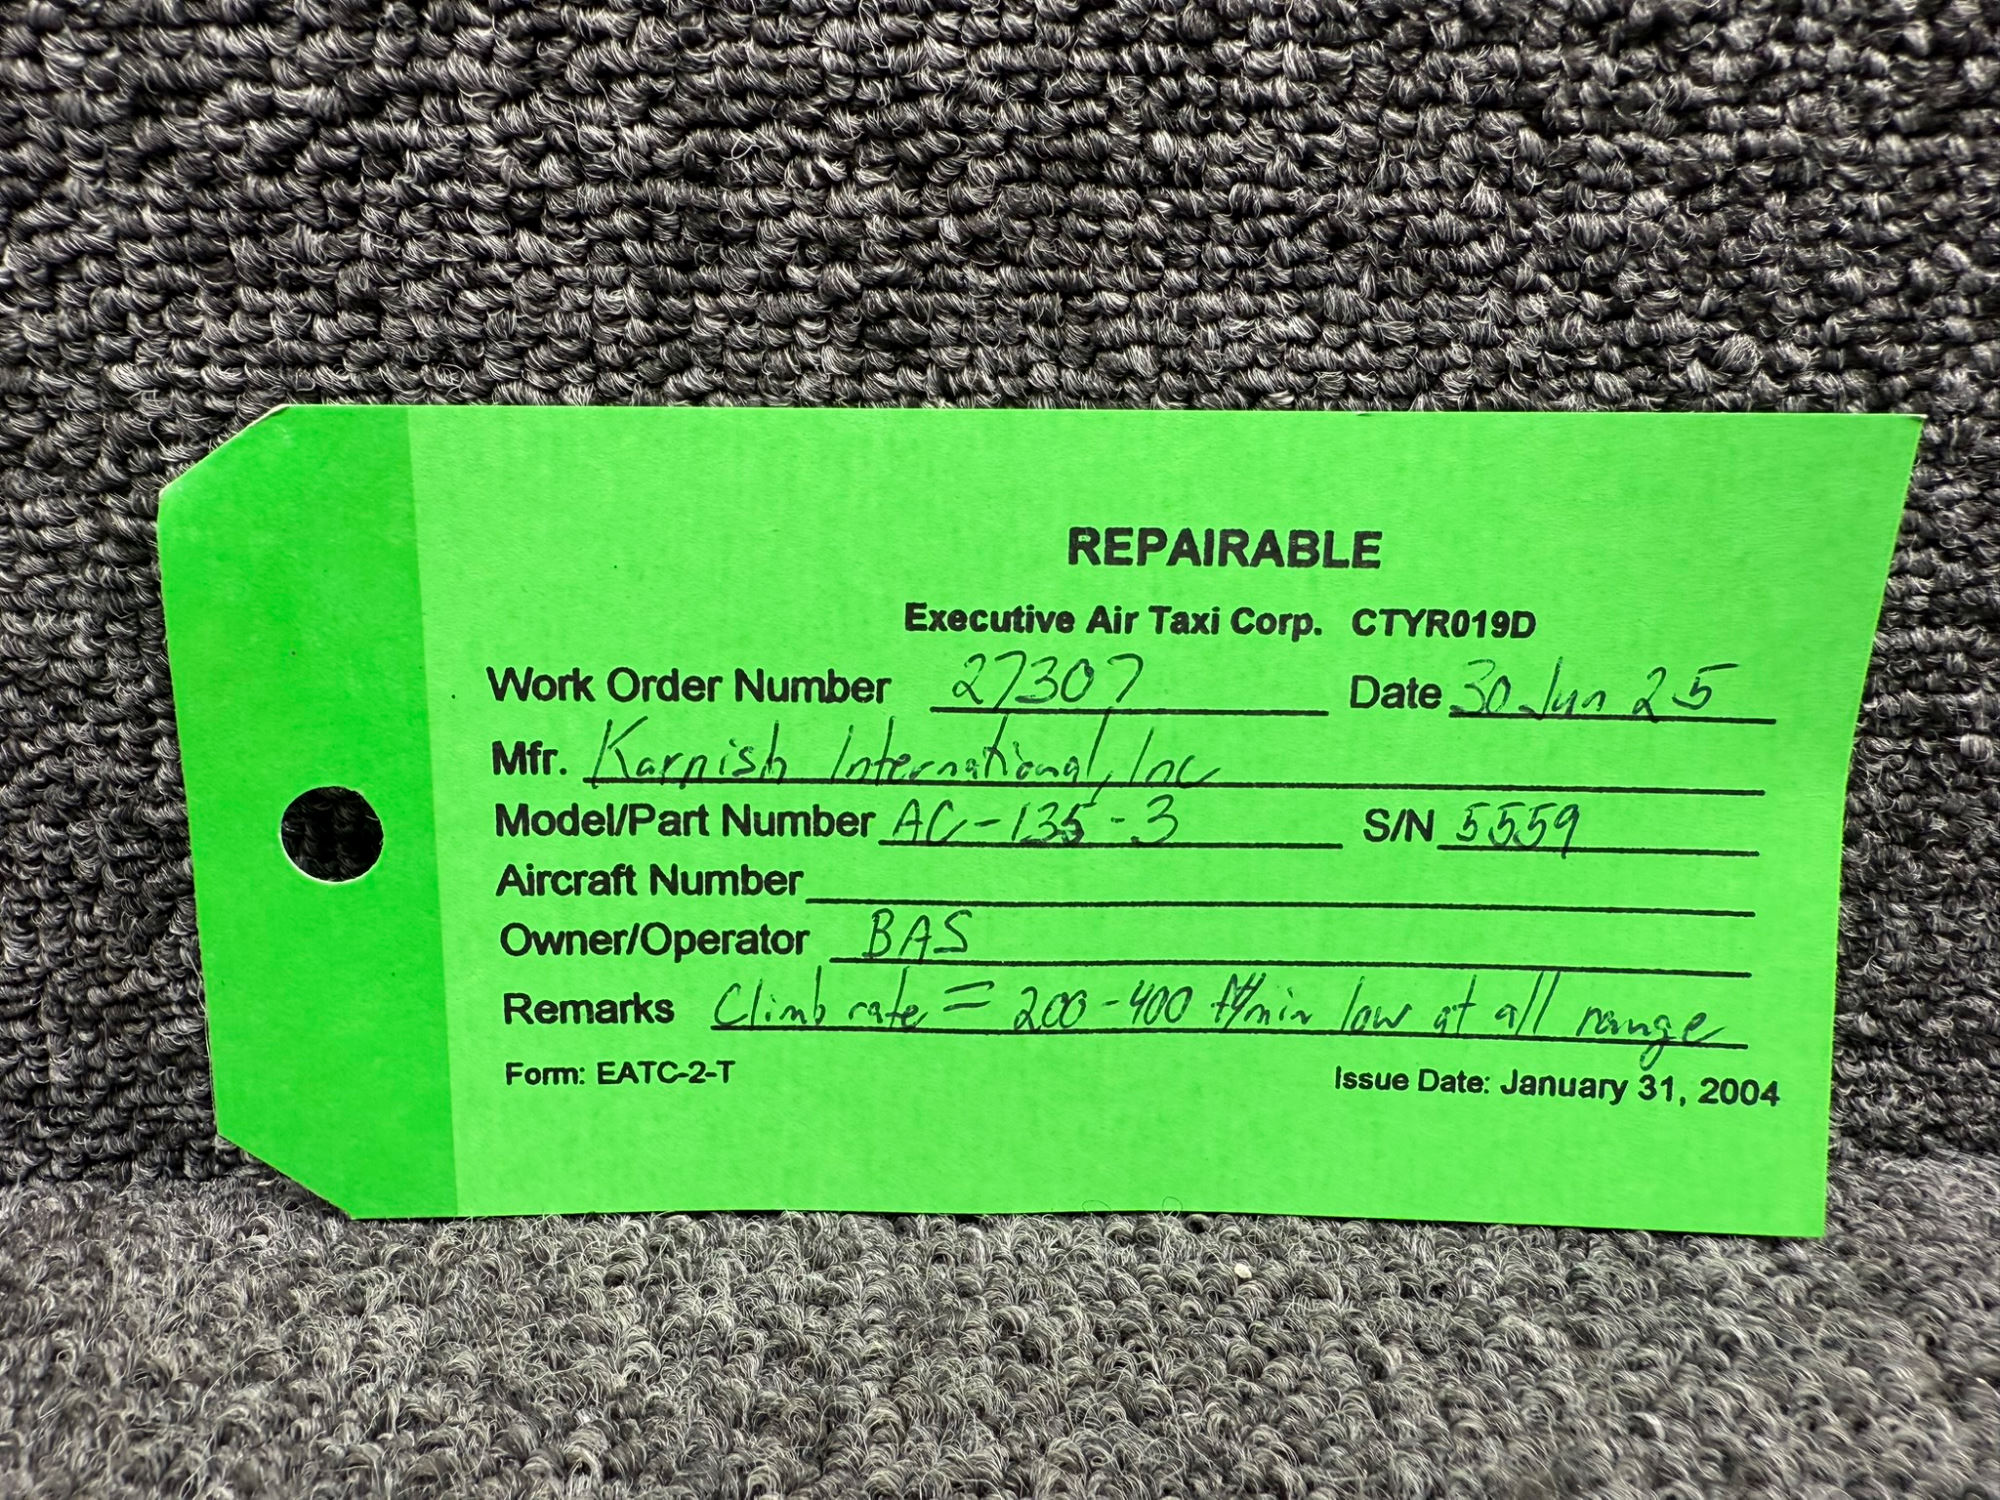 REPAIRABLE
Executive Air Taxi Corp. CTYR019D
Work Order Number 27307 Date 30 Jun 25
Mfr. Karnish International, Inc
Model/Part Number AC-135-3 S/N 5559
Aircraft Number
Owner/Operator BAS
Remarks Climb rate = 200-400 ft/min low at all range
Form: EATC-2-T Issue Date: January 31, 2004